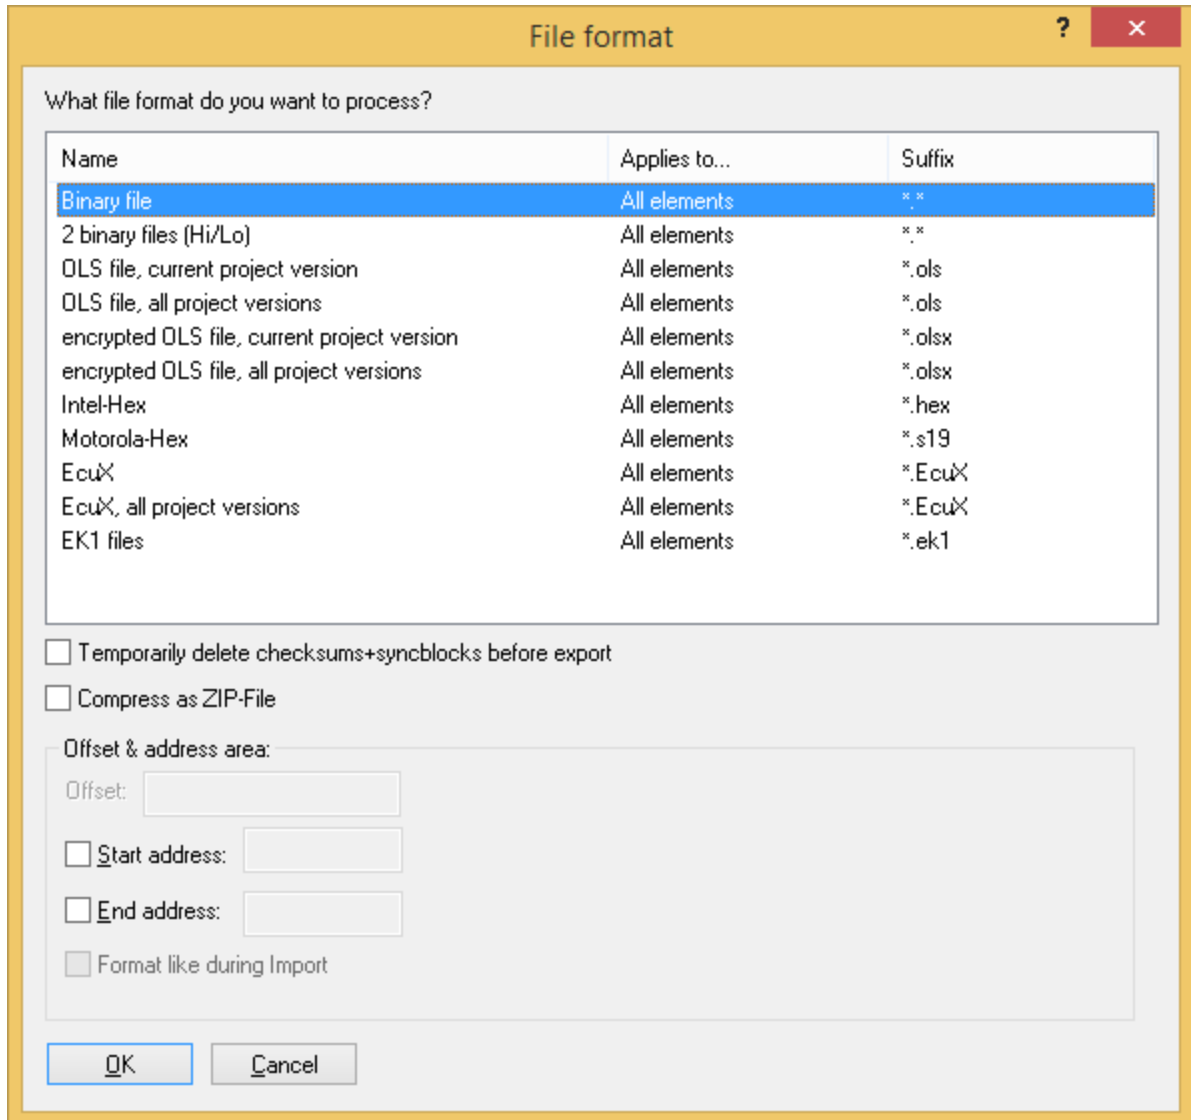 File format
?
What file format do you want to process?
Name Applies to... Suffix
Binary file All elements *.*
2 binary files (Hi/Lo) All elements *.*
OLS file, current project version All elements *.ols
OLS file, all project versions All elements *.ols
encrypted OLS file, current project version All elements *.olsx
encrypted OLS file, all project versions All elements *.olsx
Intel-Hex All elements *.hex
Motorola-Hex All elements *.s19
EcuX All elements *.EcuX
EcuX, all project versions All elements *.EcuX
EK1 files All elements *.ek1
Temporarily delete checksums+syncblocks before export
Compress as ZIP-File
Offset & address area:
Offset:
Start address:
End address:
Format like during Import
OK Cancel